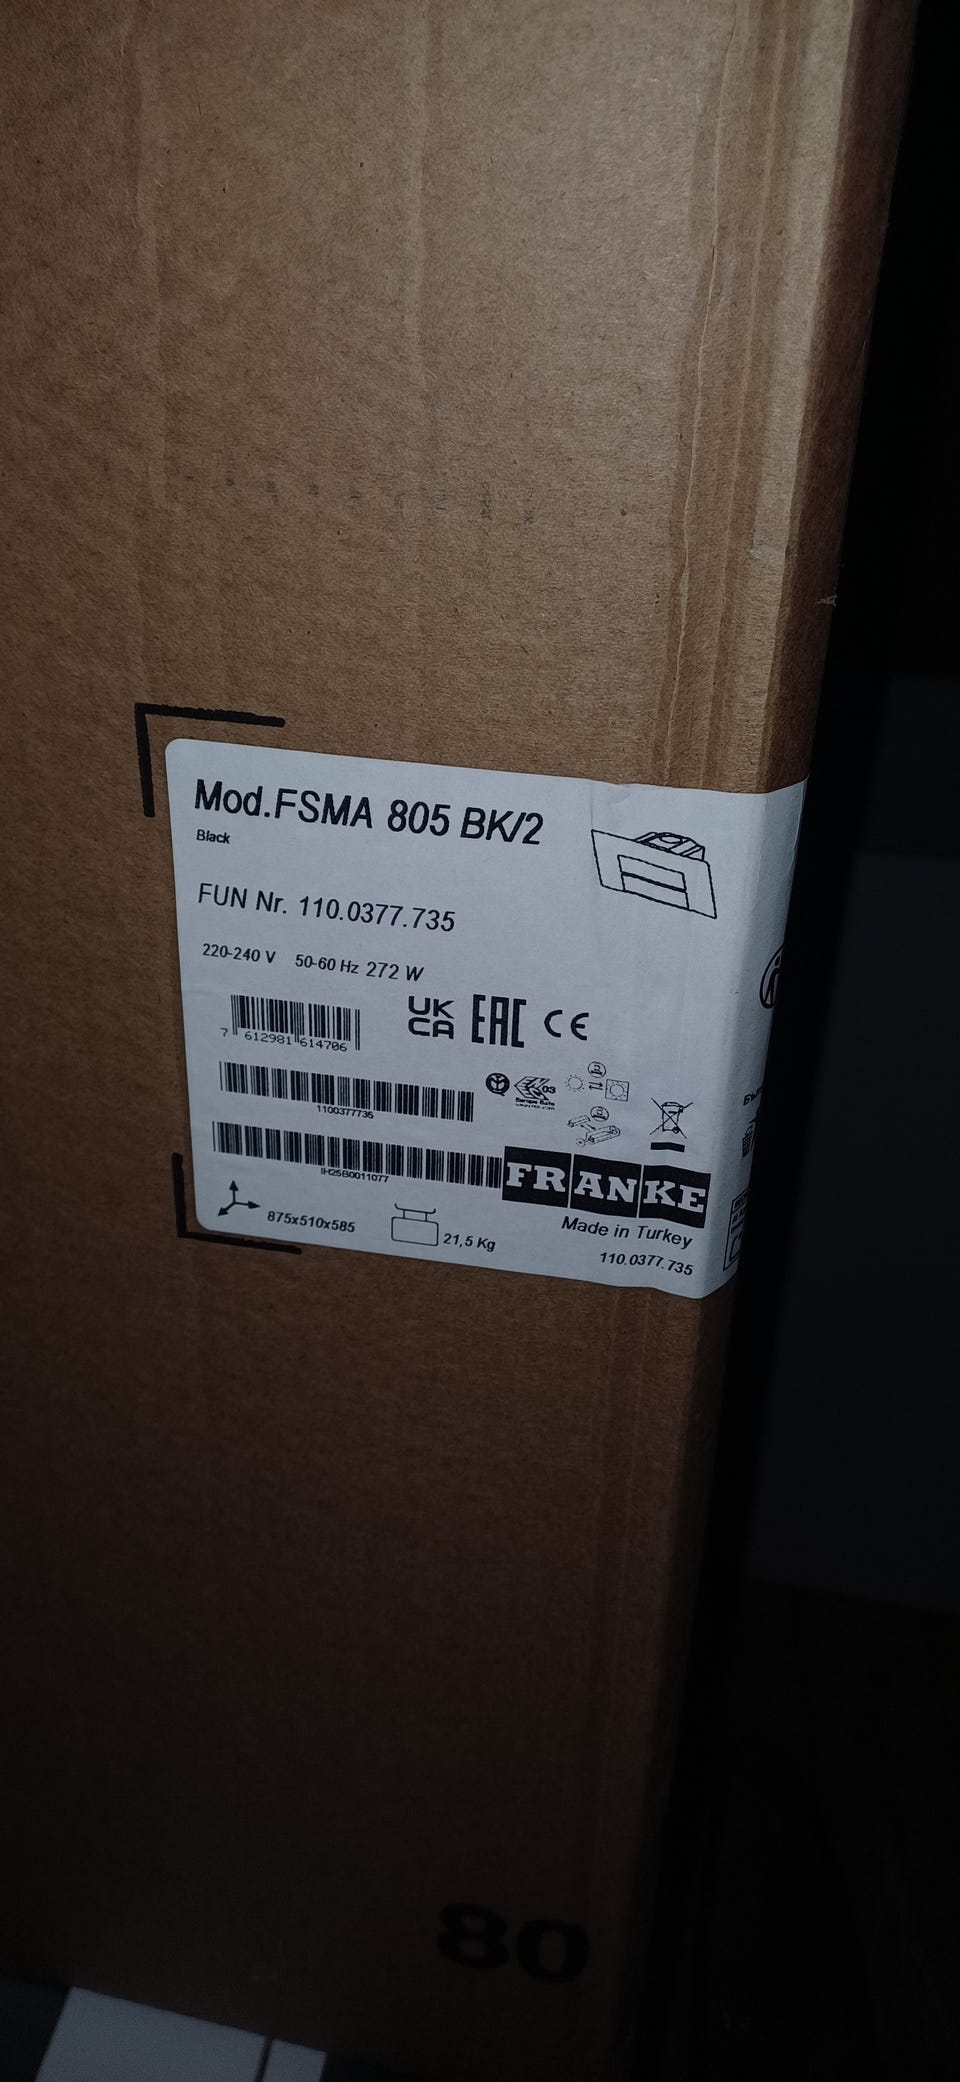 Mod.FSMA 805 BK/2
Black
FUN Nr. 110.0377.735
220-240 V 50-60 Hz 272 W
UK
CA EAC CE
7 612981 614706
03
1100377735
IH25B0011077
FRANKE
875x510x585
21,5 Kg
Made in Turkey
110.0377.735
80